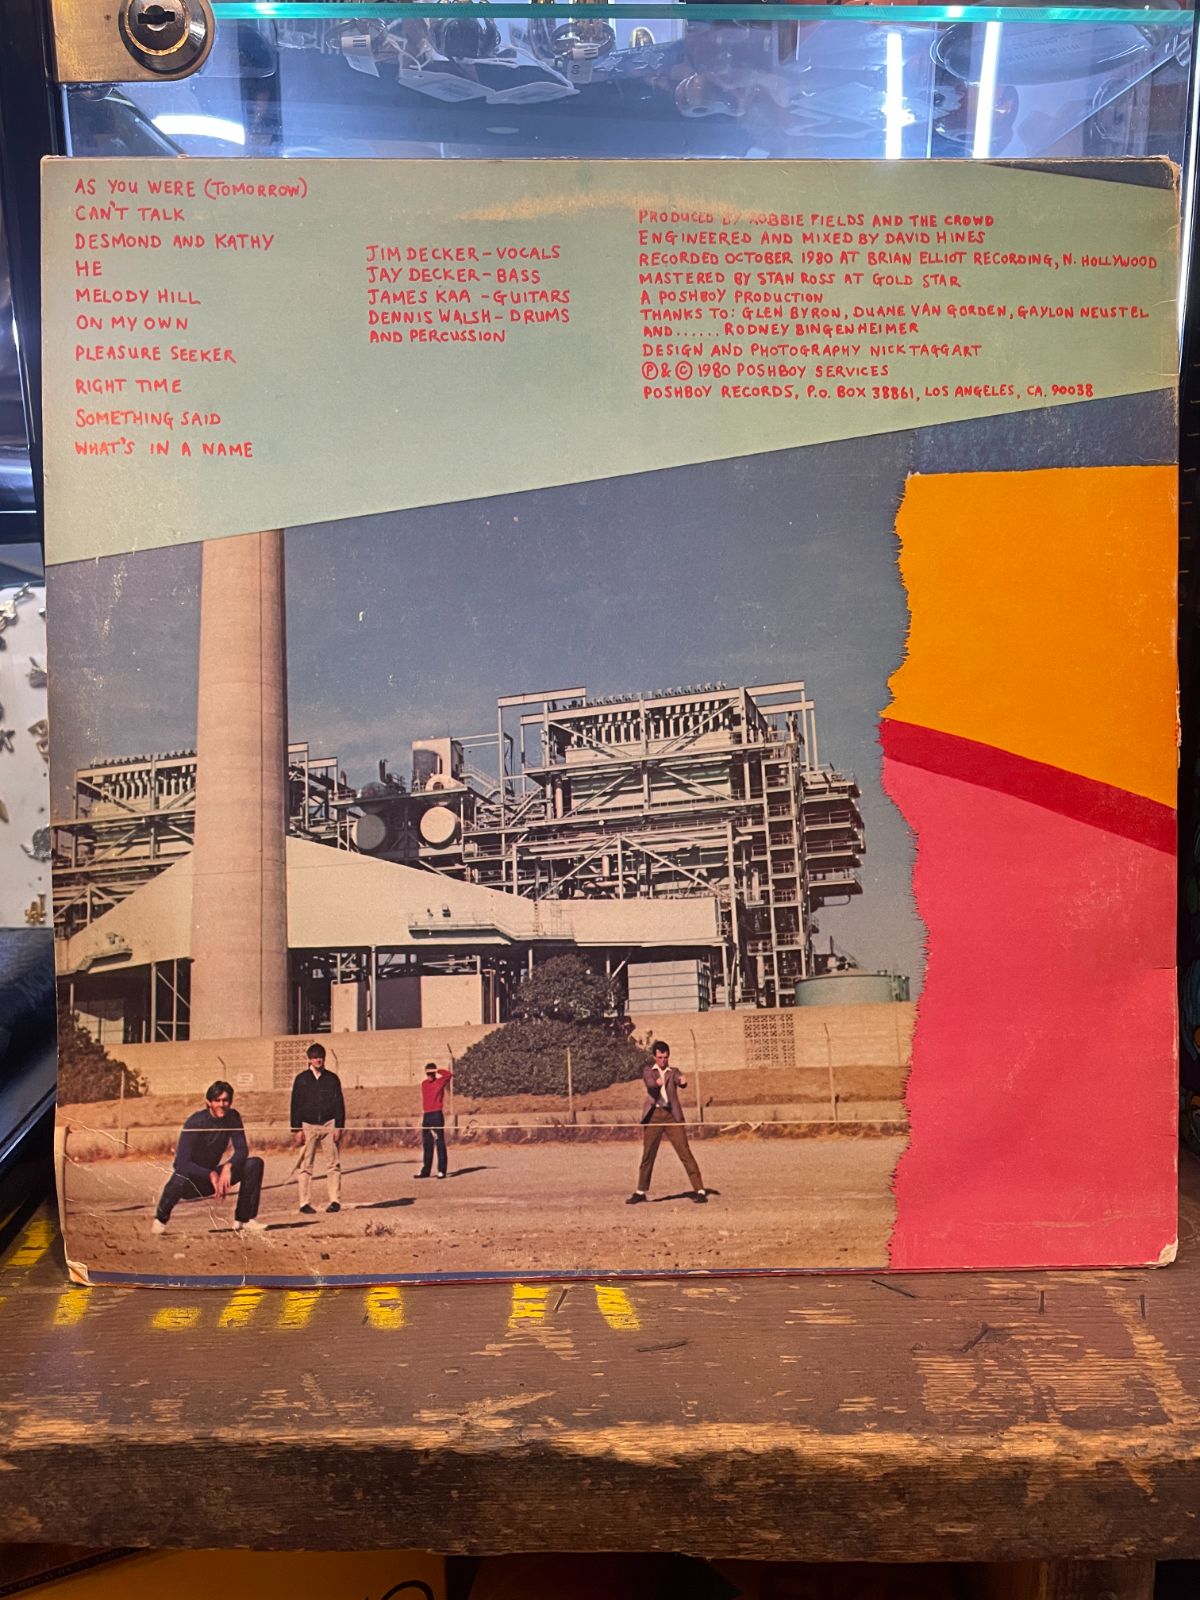 AS YOU WERE (TOMORROW)
CAN'T TALK
DESMOND AND KATHY
HE
MELODY HILL
ON MY OWN
PLEASURE SEEKER
RIGHT TIME
SOMETHING SAID
WHAT'S IN A NAME
JIM DECKER - VOCALS
JAY DECKER - BASS
JAMES KAA - GUITARS
DENNIS WALSH - DRUMS
AND PERCUSSION
PRODUCED BY ROBBIE FIELDS AND THE CROWD
ENGINEERED AND MIXED BY DAVID HINES
RECORDED OCTOBER 1980 AT BRIAN ELLIOT RECORDING, N. HOLLYWOOD
MASTERED BY STAN ROSS AT GOLD STAR
A POSHBOY PRODUCTION
THANKS TO: GLEN BYRON, DUANE VAN GORDEN, GAYLON NEUSTEL
AND...... RODNEY BINGENHEIMER
DESIGN AND PHOTOGRAPHY NICK TAGGART
Ⓟ & © 1980 POSHBOY SERVICES
POSHBOY RECORDS, P.O. BOX 38861, LOS ANGELES, CA. 90038